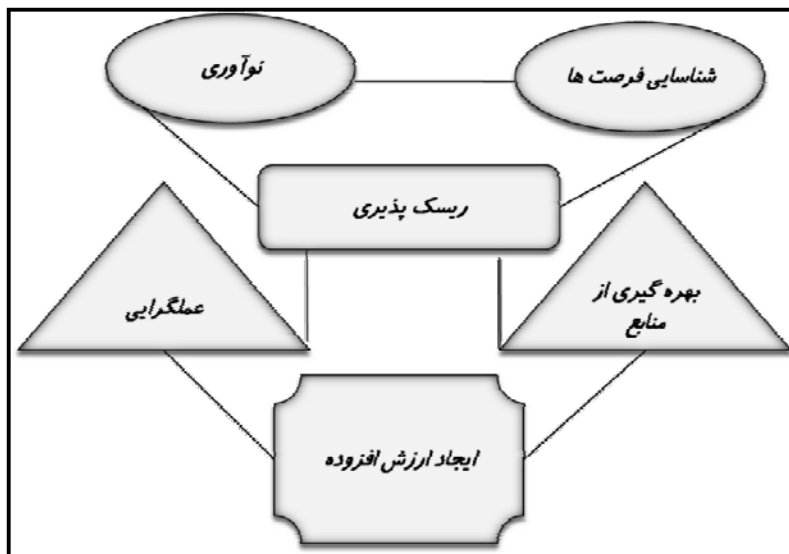 شناسایی فرصت ها
نوآوری
ریسک پذیری
بهره گیری از
منابع
عملگرایی
ایجاد ارزش افزوده